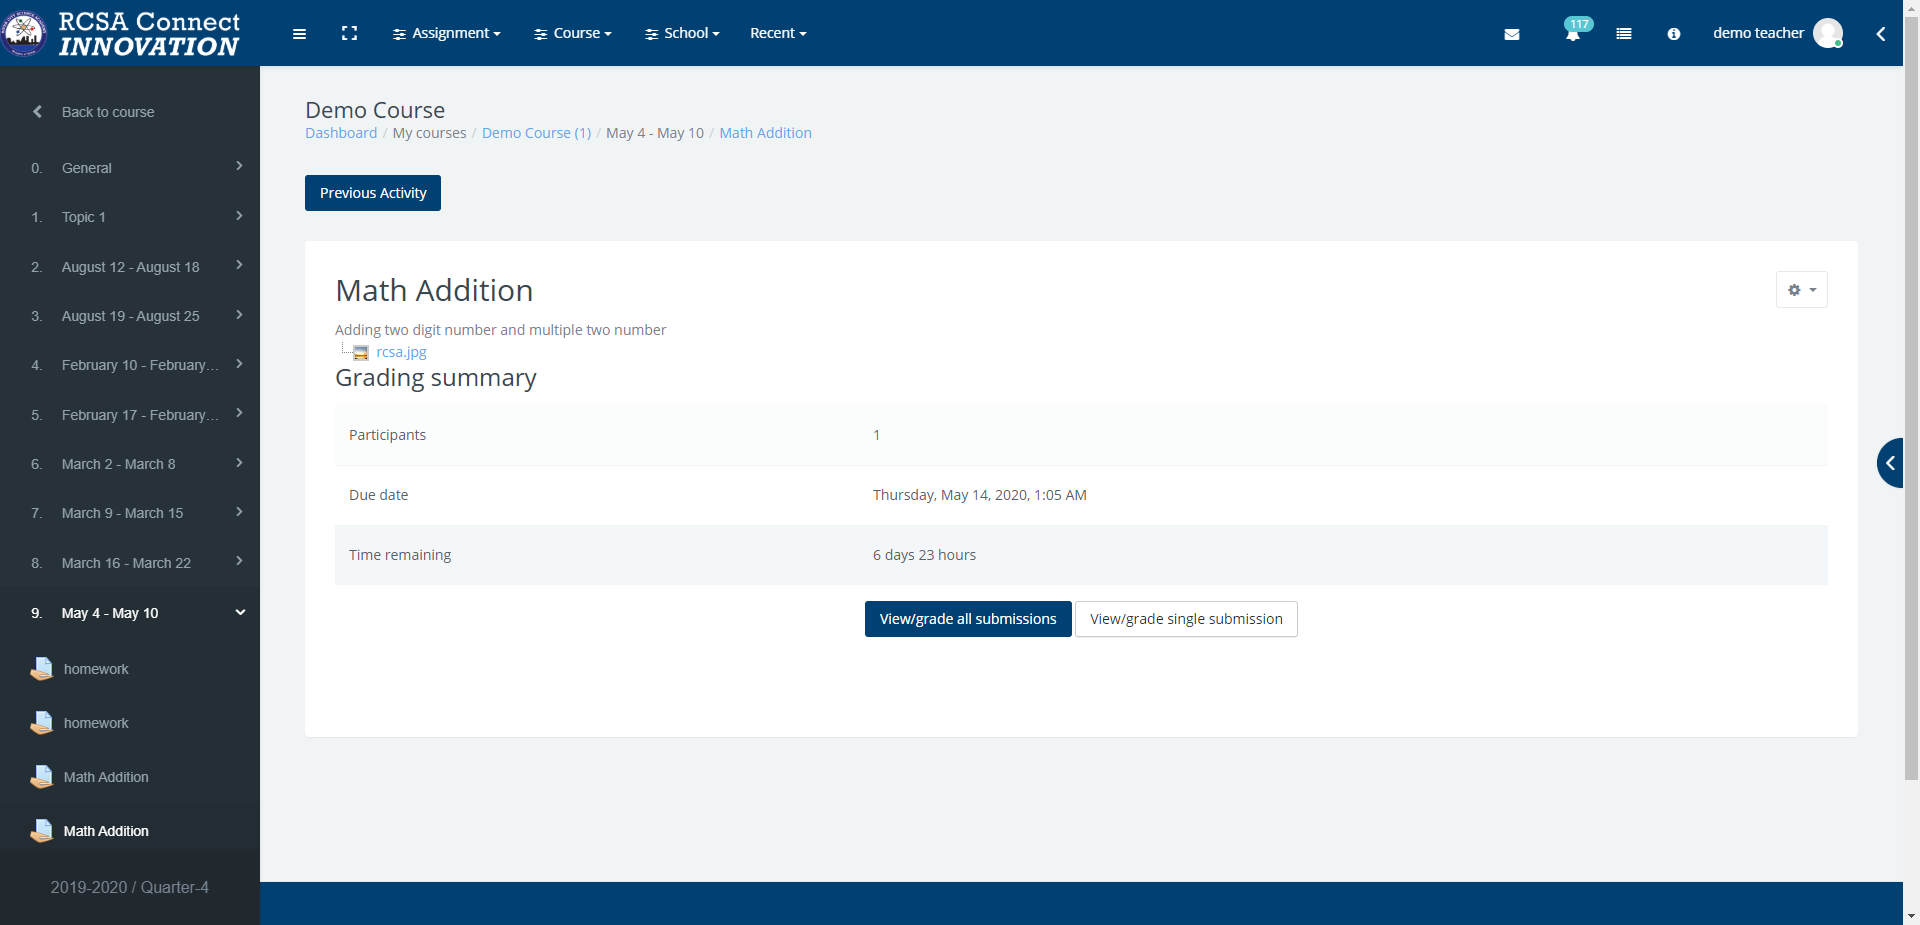 RCSA Connect
INNOVATION
Assignment
Course
School
Recent
117
demo teacher
Back to course
0. General
1. Topic 1
2. August 12 - August 18
3. August 19 - August 25
4. February 10 - February...
5. February 17 - February...
6. March 2 - March 8
7. March 9 - March 15
8. March 16 - March 22
9. May 4 - May 10
homework
homework
Math Addition
Math Addition
2019-2020 / Quarter-4
Demo Course
Dashboard / My courses / Demo Course (1) / May 4 - May 10 / Math Addition
Previous Activity
Math Addition
Adding two digit number and multiple two number
rcsa.jpg
Grading summary
Participants 1
Due date Thursday, May 14, 2020, 1:05 AM
Time remaining 6 days 23 hours
View/grade all submissions View/grade single submission